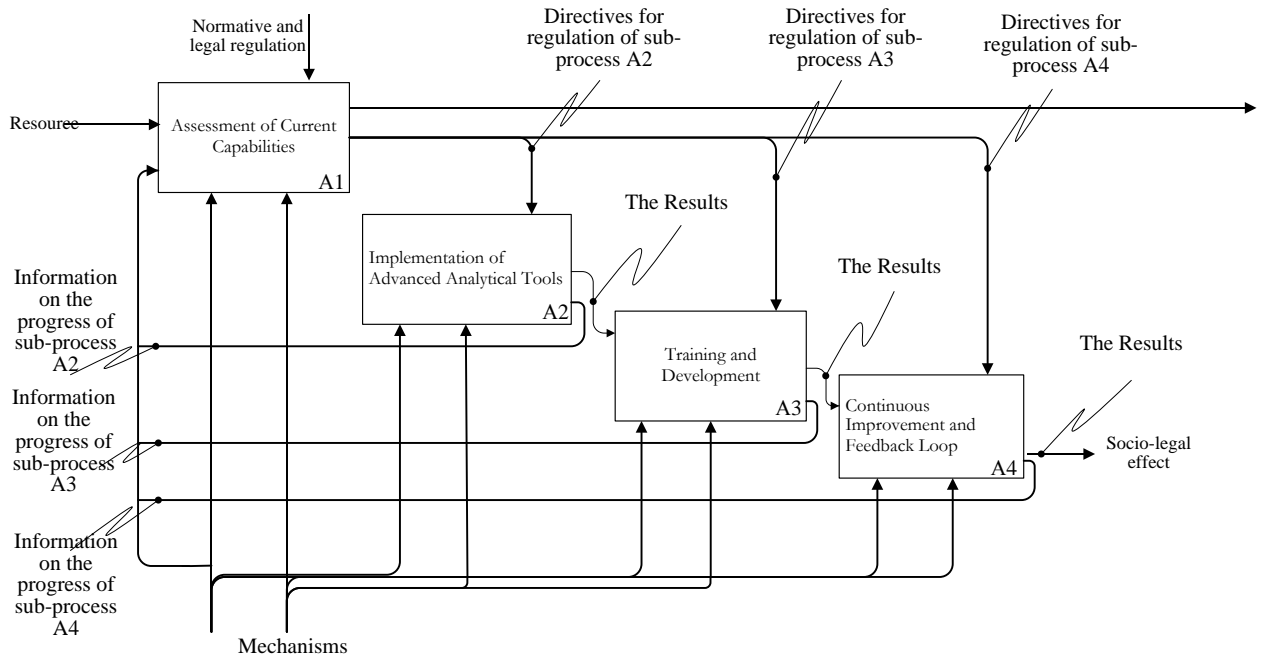 Normative and
legal regulation
Directives for
regulation of sub-
process A2
Directives for
regulation of sub-
process A3
Directives for
regulation of sub-
process A4
Resource
Assessment of Current
Capabilities
A1
The Results
Implementation of
Advanced Analytical Tools
A2
The Results
Information
on the
progress of
sub-process
A2
Training and
Development
A3
The Results
Information
on the
progress of
sub-process
A3
Continuous
Improvement and
Feedback Loop
A4
Socio-legal
effect
Information
on the
progress of
sub-process
A4
Mechanisms